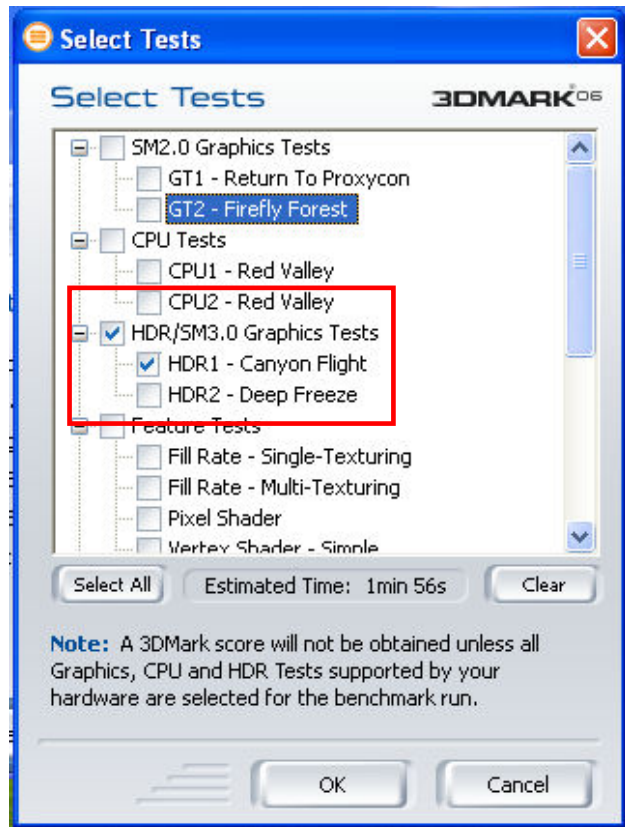 Select Tests
Select Tests
3DMARK06
SM2.0 Graphics Tests
GT1 - Return To Proxycon
GT2 - Firefly Forest
CPU Tests
CPU1 - Red Valley
CPU2 - Red Valley
HDR/SM3.0 Graphics Tests
HDR1 - Canyon Flight
HDR2 - Deep Freeze
Feature Tests
Fill Rate - Single-Texturing
Fill Rate - Multi-Texturing
Pixel Shader
Vertex Shader - Simple
Select All Estimated Time: 1min 56s Clear
Note: A 3DMark score will not be obtained unless all
Graphics, CPU and HDR Tests supported by your
hardware are selected for the benchmark run.
OK Cancel